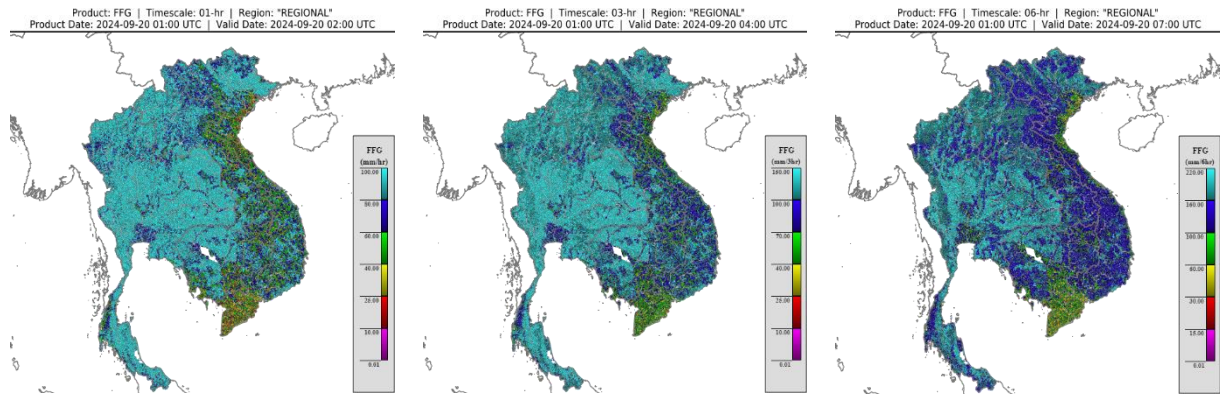 Product: FFG | Timescale: 01-hr | Region: "REGIONAL"
Product Date: 2024-09-20 01:00 UTC | Valid Date: 2024-09-20 02:00 UTC
FFG
(mm/hr)
100.00
60.00
40.00
20.00
10.00
0.01
Product: FFG | Timescale: 03-hr | Region: "REGIONAL"
Product Date: 2024-09-20 01:00 UTC | Valid Date: 2024-09-20 04:00 UTC
FFG
(mm/3hr)
100.00
70.00
40.00
10.00
0.01
Product: FFG | Timescale: 06-hr | Region: "REGIONAL"
Product Date: 2024-09-20 01:00 UTC | Valid Date: 2024-09-20 07:00 UTC
FFG
(mm/6hr)
220.00
160.00
100.00
60.00
30.00
15.00
0.01